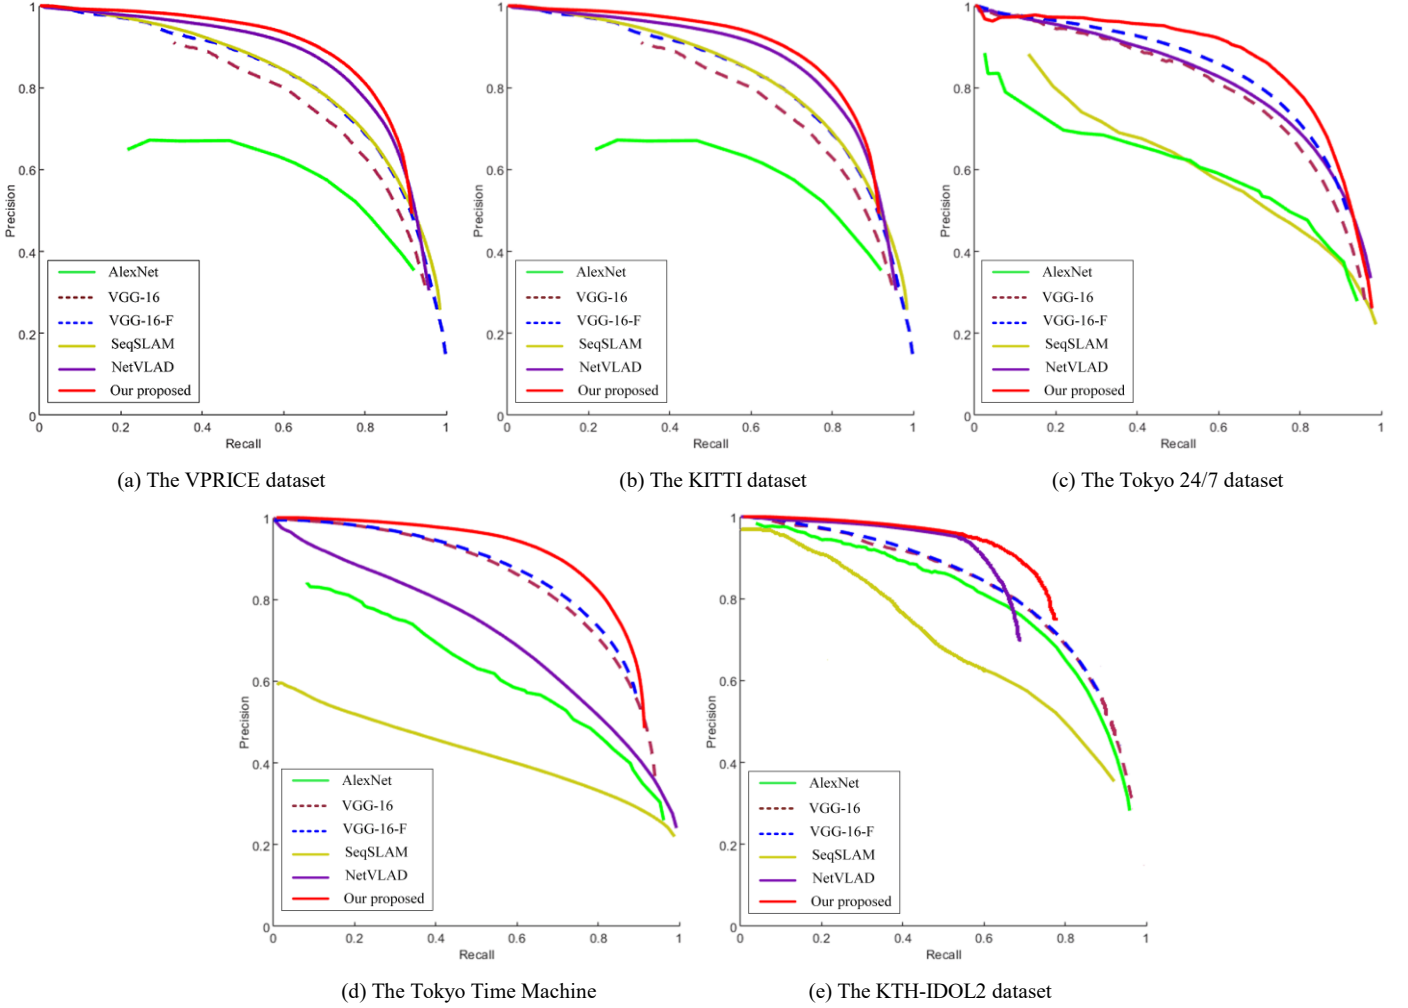 1
0.8
0.6
0.4
0.2
0
Precision
AlexNet
VGG-16
VGG-16-F
SeqSLAM
NetVLAD
Our proposed
0 0.2 0.4 0.6 0.8 1
Recall
(a) The VPRICE dataset
1
0.8
0.6
0.4
0.2
0
Precision
AlexNet
VGG-16
VGG-16-F
SeqSLAM
NetVLAD
Our proposed
0 0.2 0.4 0.6 0.8 1
Recall
(b) The KITTI dataset
1
0.8
0.6
0.4
0.2
0
Precision
AlexNet
VGG-16
VGG-16-F
SeqSLAM
NetVLAD
Our proposed
0 0.2 0.4 0.6 0.8 1
Recall
(c) The Tokyo 24/7 dataset
1
0.8
0.6
0.4
0.2
0
Precision
AlexNet
VGG-16
VGG-16-F
SeqSLAM
NetVLAD
Our proposed
0 0.2 0.4 0.6 0.8 1
Recall
(d) The Tokyo Time Machine
1
0.8
0.6
0.4
0.2
0
Precision
AlexNet
VGG-16
VGG-16-F
SeqSLAM
NetVLAD
Our proposed
0 0.2 0.4 0.6 0.8 1
Recall
(e) The KTH-IDOL2 dataset